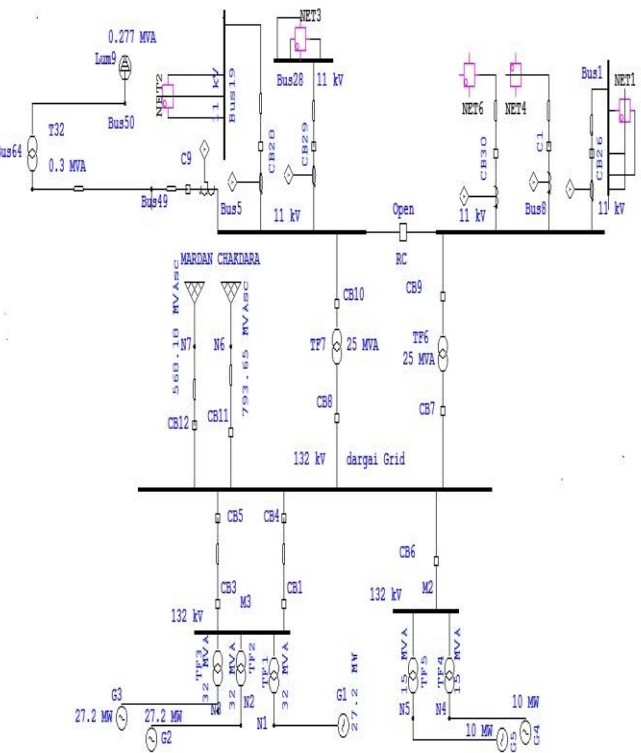 0.277 MVA
Lum9
NET3
NET2
11 kV
Bus19
Bus28
11 kV
NET6
NET4
Bus1
NET1
Bus50
T32
Bus64
0.3 MVA
C9
CB28
CB29
CB30
C1
CB26
Bus49
Bus5
11 kV
Open
RC
11 kV
Bus8
11 kV
MARDAN
CHAKDARA
CB10
CB9
568.18 MVAsc
N7
N6
793.65 MVAsc
TF7
25 MVA
TF6
25 MVA
CB12
CB11
CB8
CB7
132 kV
dargai Grid
CB5
CB4
CB6
CB3
CB1
M3
132 kV
132 kV
M2
TF3
32 MVA
TF2
32 MVA
TF1
32 MVA
15 MVA
TF5
TF4
15 MVA
G3
27.2 MW
N3
27.2 MW
G2
N2
N1
G1
27.2 MW
N5
N4
10 MW
G4
10 MW
G5